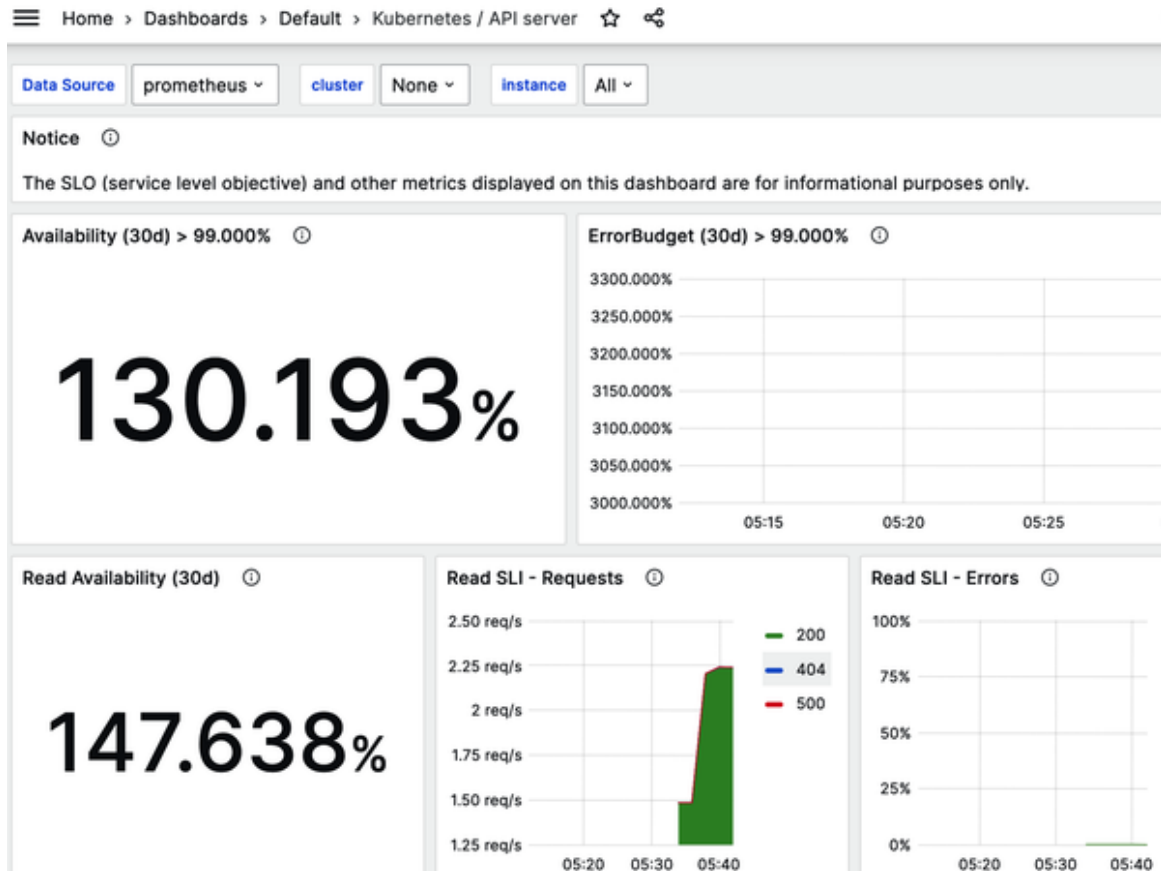 Home › Dashboards › Default › Kubernetes / API server
Data Source prometheus cluster None instance All
Notice
The SLO (service level objective) and other metrics displayed on this dashboard are for informational purposes only.
Availability (30d) > 99.000%
130.193%
ErrorBudget (30d) > 99.000%
3300.000%
3250.000%
3200.000%
3150.000%
3100.000%
3050.000%
3000.000%
05:15 05:20 05:25
Read Availability (30d)
147.638%
Read SLI - Requests
2.50 req/s
2.25 req/s
2 req/s
1.75 req/s
1.50 req/s
1.25 req/s
05:20 05:30 05:40
200
404
500
Read SLI - Errors
100%
75%
50%
25%
0%
05:20 05:30 05:40